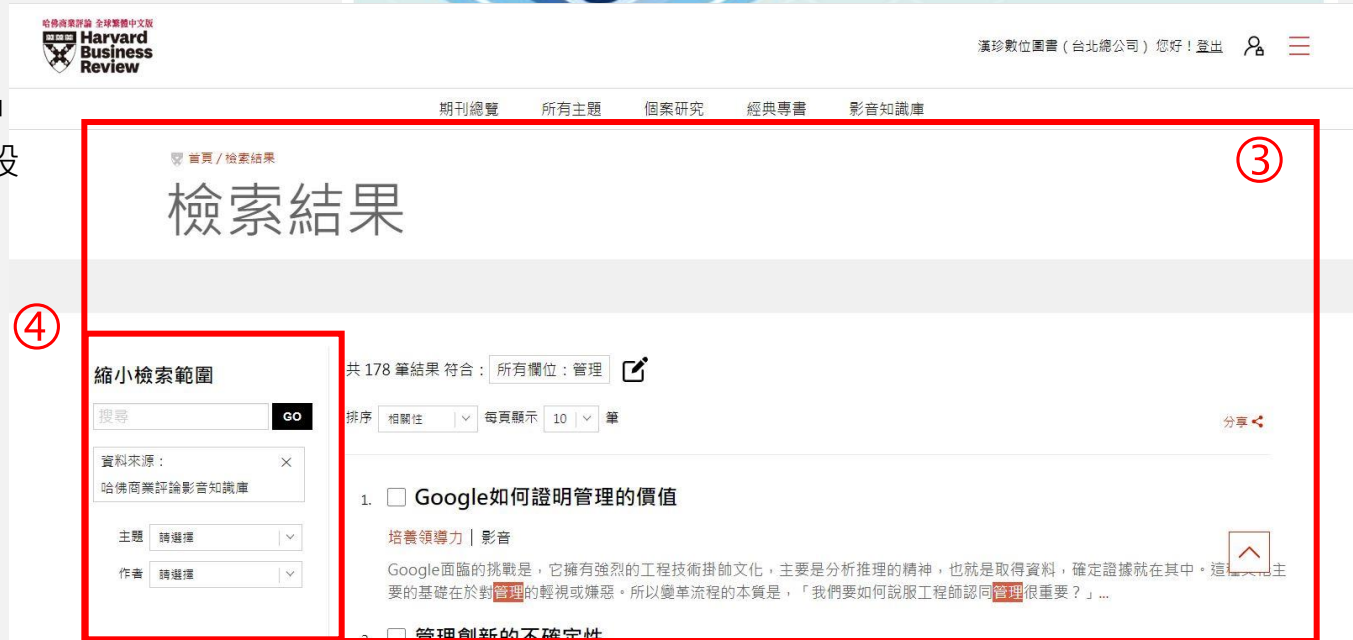 哈佛商業評論 全球繁體中文版
Harvard
Business
Review
漢珍數位圖書(台北總公司) 您好!登出
期刊總覽 所有主題 個案研究 經典專書 影音知識庫
設
③
首頁 / 檢索結果
檢索結果
④
縮小檢索範圍
搜尋 GO
資料來源:
哈佛商業評論影音知識庫
主題 請選擇
作者 請選擇
共 178 筆結果 符合: 所有欄位:管理
排序 相關性 每頁顯示 10 筆
分享
1. Google如何證明管理的價值
培養領導力 | 影音
Google面臨的挑戰是,它擁有強烈的工程技術掛帥文化,主要是分析推理的精神,也就是取得資料,確定證據就在其中。這種文化主
要的基礎在於對管理的輕視或嫌惡。所以變革流程的本質是,「我們要如何說服工程師認同管理很重要?」...
2. 管理創新的不確定性